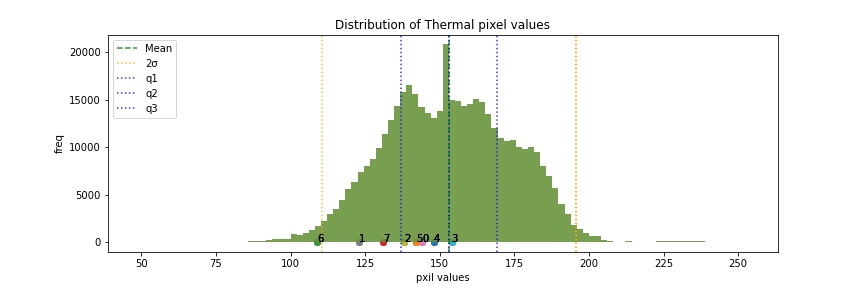 Distribution of Thermal pixel values
Mean
2σ
q1
q2
q3
freq
20000
15000
10000
5000
0
6 1 7 2 5 0 4 3
50 75 100 125 150 175 200 225 250
pxil values